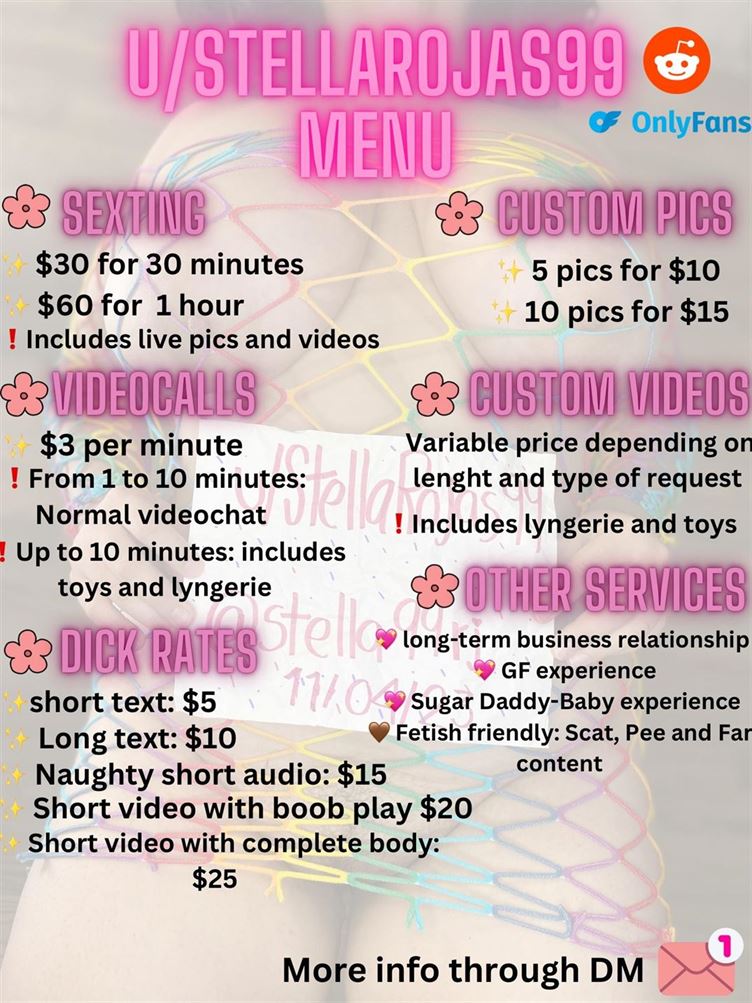 U/STELLAROJAS99
MENU
OnlyFans
SEXTING
$30 for 30 minutes
$60 for 1 hour
❗ Includes live pics and videos
CUSTOM PICS
5 pics for $10
10 pics for $15
VIDEOCALLS
$3 per minute
❗ From 1 to 10 minutes:
Normal videochat
❗ Up to 10 minutes: includes
toys and lyngerie
CUSTOM VIDEOS
Variable price depending on
lenght and type of request
❗ Includes lyngerie and toys
DICK RATES
short text: $5
Long text: $10
Naughty short audio: $15
Short video with boob play $20
Short video with complete body:
$25
OTHER SERVICES
long-term business relationship
GF experience
Sugar Daddy-Baby experience
Fetish friendly: Scat, Pee and Far
content
u/StellaRojas99
11/04/23
More info through DM
1